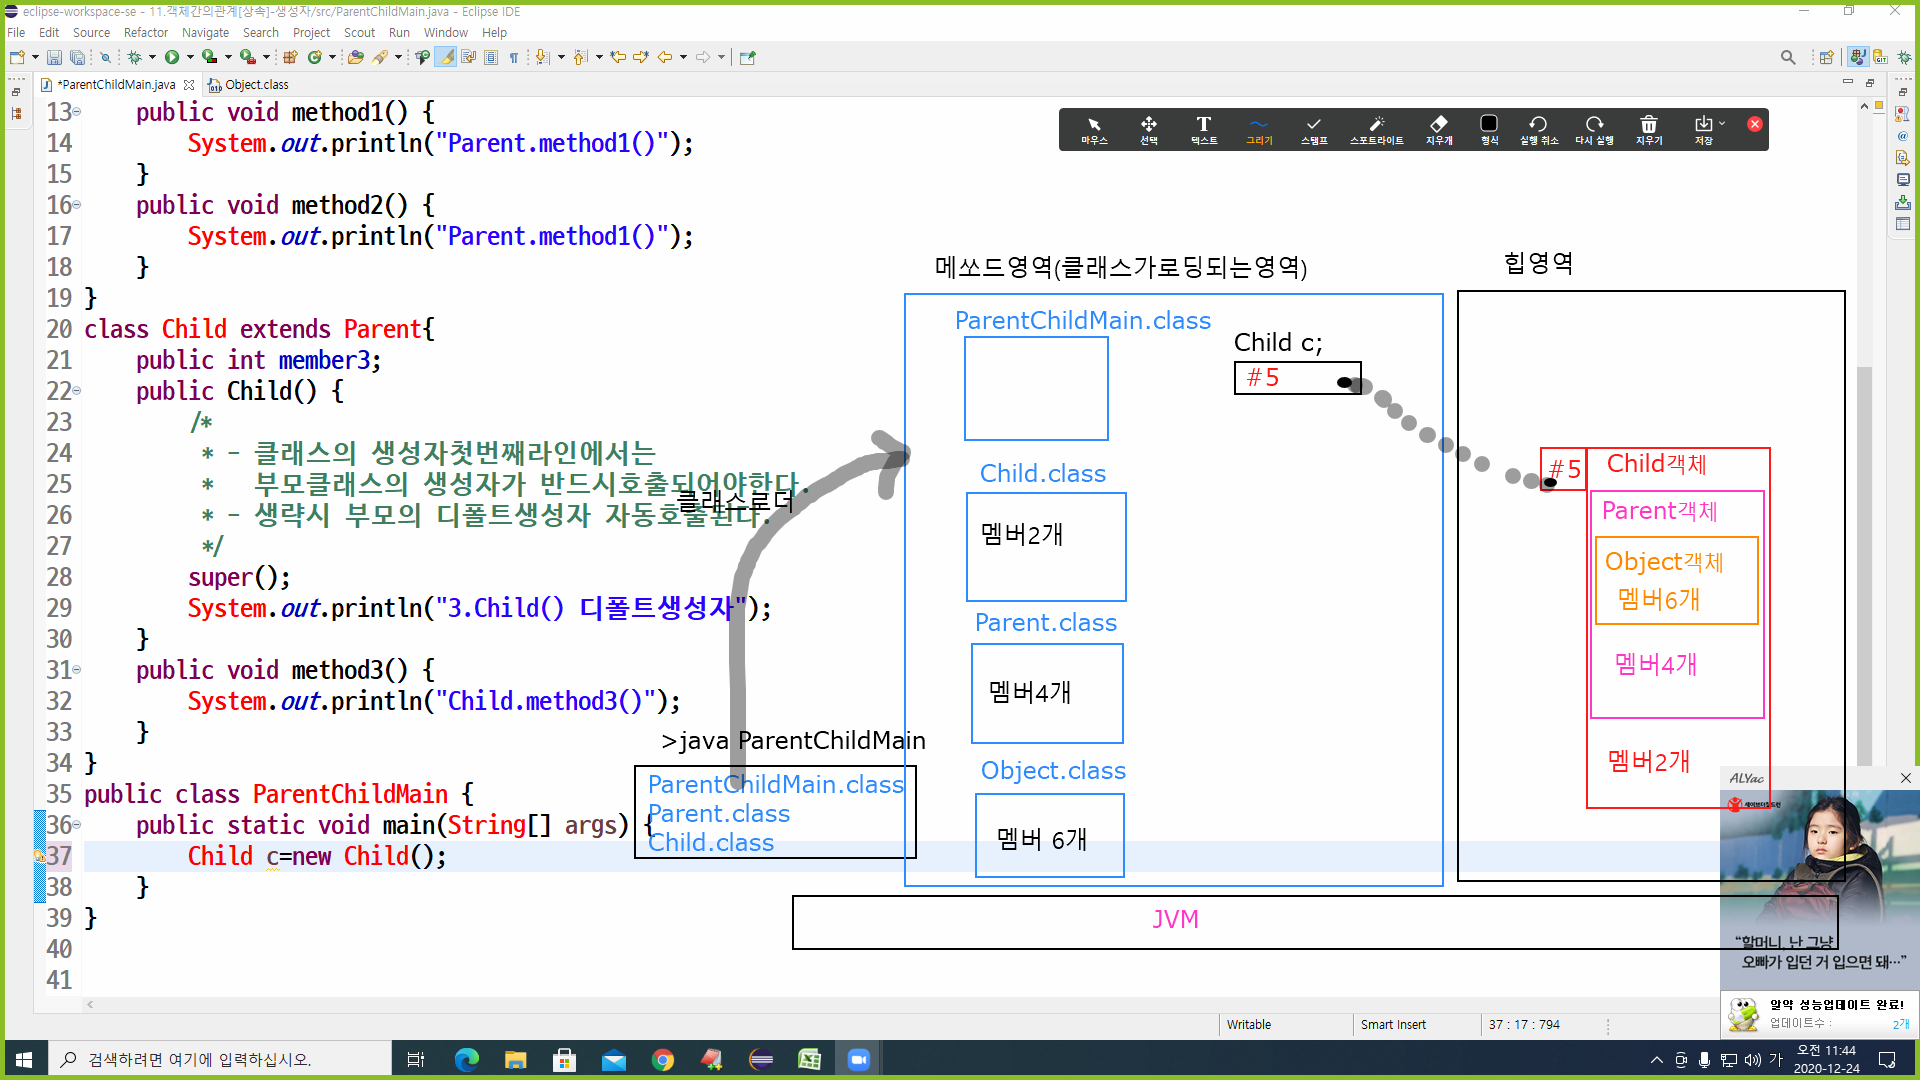 eclipse-workspace-se - 11.객체간의관계[상속]-생성자/src/ParentChildMain.java - Eclipse IDE
File Edit Source Refactor Navigate Search Project Scout Run Window Help
*ParentChildMain.java Object.class
마우스 선택 텍스트 그리기 스탬프 스포트라이트 지우개 형식 실행 취소 다시 실행 지우기 저장
13 public void method1() {
14 System.out.println("Parent.method1()");
15 }
16 public void method2() {
17 System.out.println("Parent.method1()");
18 }
19 }
20 class Child extends Parent{
21 public int member3;
22 public Child() {
23 /*
24 * - 클래스의 생성자첫번째라인에서는
25 * 부모클래스의 생성자가 반드시호출되어야한다.
26 * - 생략시 부모의 디폴트생성자 자동호출된다.
27 */
28 super();
29 System.out.println("3.Child() 디폴트생성자");
30 }
31 public void method3() {
32 System.out.println("Child.method3()");
33 }
34 }
35 public class ParentChildMain {
36 public static void main(String[] args) {
37 Child c=new Child();
38 }
39 }
40
41
클래스로더
>java ParentChildMain
ParentChildMain.class
Parent.class
Child.class
메쏘드영역(클래스가로딩되는영역)
ParentChildMain.class
Child c;
#5
Child.class
멤버2개
Parent.class
멤버4개
Object.class
멤버 6개
힙영역
#5
Child객체
Parent객체
Object객체
멤버6개
멤버4개
멤버2개
JVM
ALYac
세이브더칠드런
“할머니, 난 그냥
오빠가 입던 거 입으면 돼…”
알약 성능업데이트 완료!
업데이트수 : 2개
Writable Smart Insert 37 : 17 : 794
검색하려면 여기에 입력하십시오.
가
오전 11:44
2020-12-24